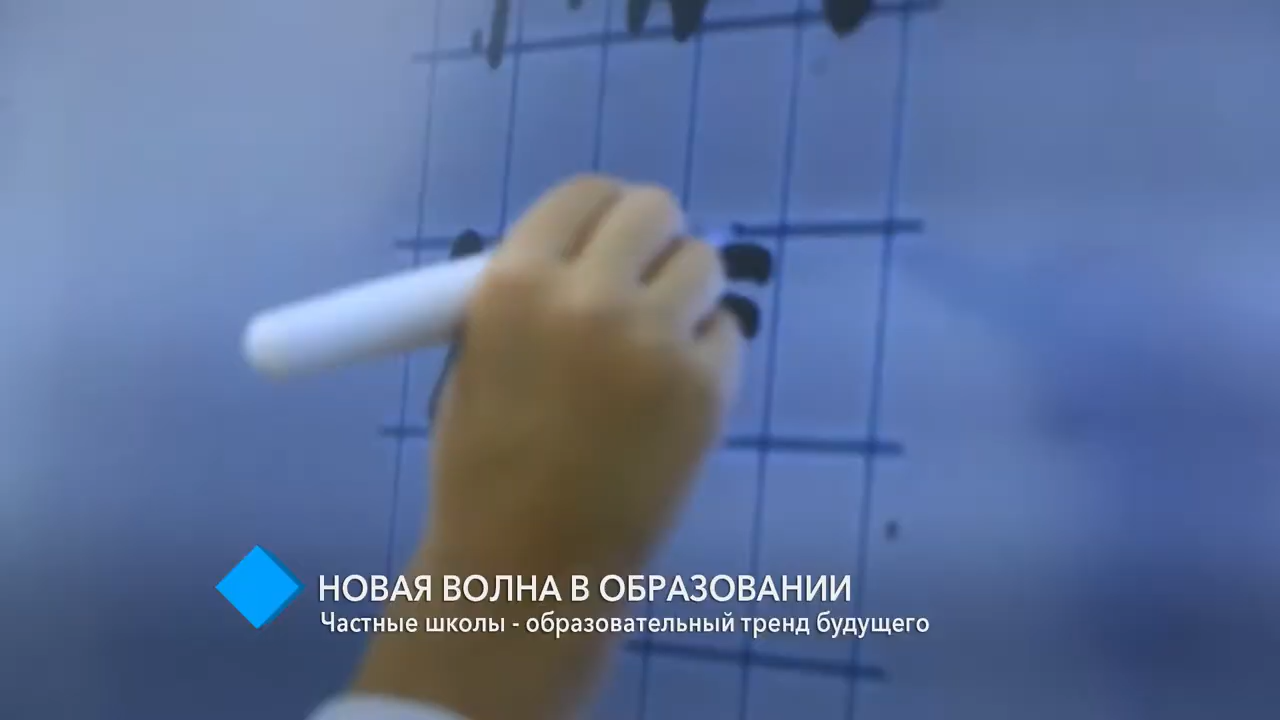 НОВАЯ ВОЛНА В ОБРАЗОВАНИИ
Частные школы - образовательный тренд будущего